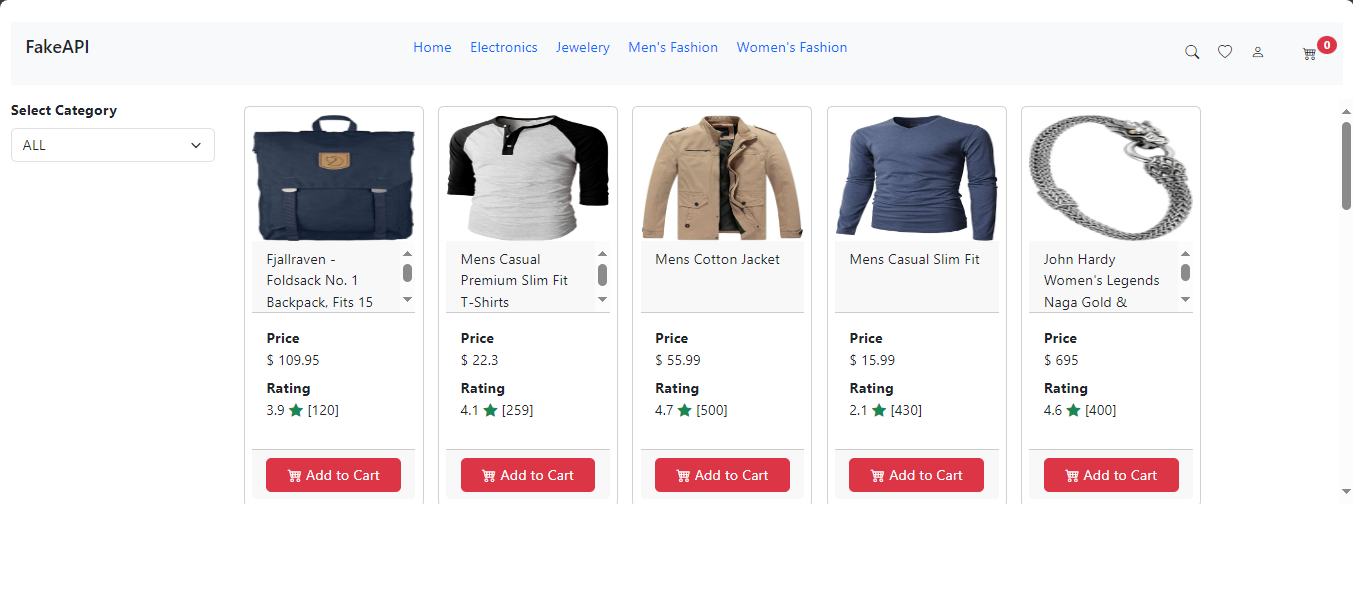 FakeAPI
Home Electronics Jewelery Men's Fashion Women's Fashion
0
Select Category
ALL
Fjallraven -
Foldsack No. 1
Backpack, Fits 15
Price
$ 109.95
Rating
3.9 [120]
Add to Cart
Mens Casual
Premium Slim Fit
T-Shirts
Price
$ 22.3
Rating
4.1 [259]
Add to Cart
Mens Cotton Jacket
Price
$ 55.99
Rating
4.7 [500]
Add to Cart
Mens Casual Slim Fit
Price
$ 15.99
Rating
2.1 [430]
Add to Cart
John Hardy
Women's Legends
Naga Gold &
Price
$ 695
Rating
4.6 [400]
Add to Cart